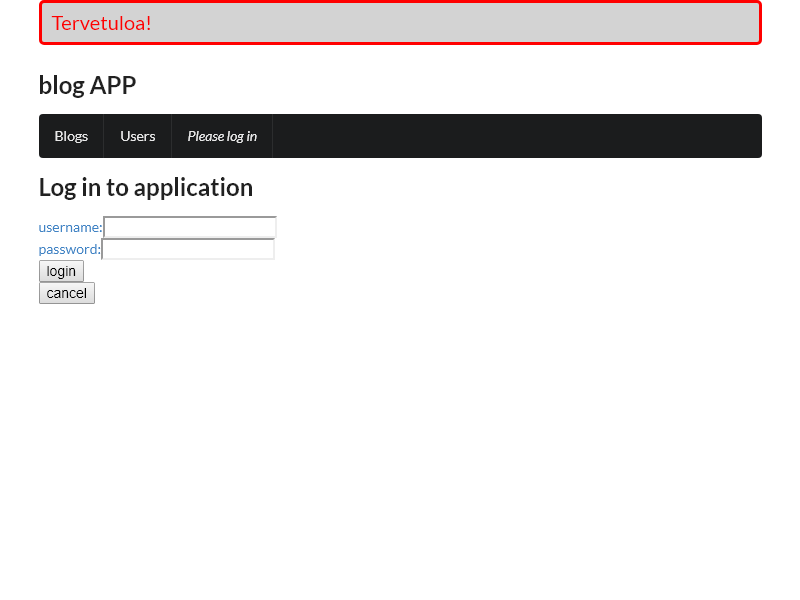 Tervetuloa!
blog APP
Blogs Users Please log in
Log in to application
username:
password:
login
cancel